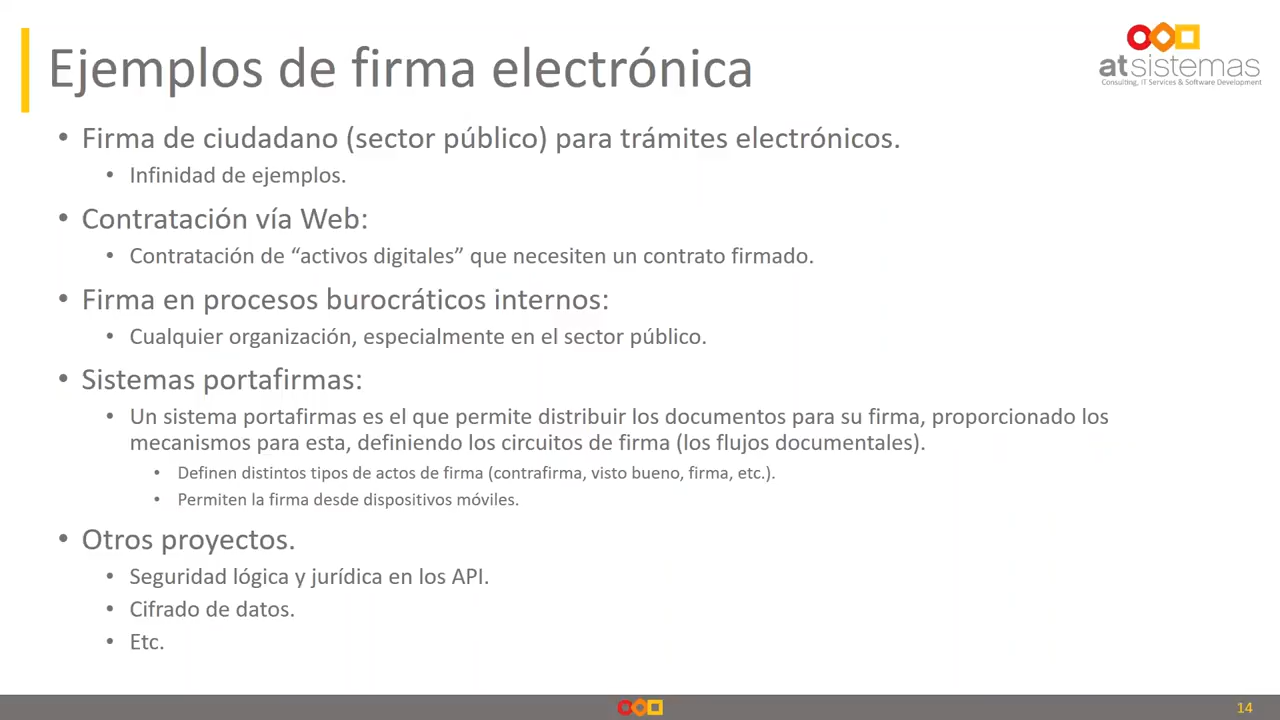 Ejemplos de firma electrónica
atsistemas
Consulting, IT Services & Software Development
• Firma de ciudadano (sector público) para trámites electrónicos.
• Infinidad de ejemplos.
• Contratación vía Web:
• Contratación de “activos digitales” que necesiten un contrato firmado.
• Firma en procesos burocráticos internos:
• Cualquier organización, especialmente en el sector público.
• Sistemas portafirmas:
• Un sistema portafirmas es el que permite distribuir los documentos para su firma, proporcionado los
mecanismos para esta, definiendo los circuitos de firma (los flujos documentales).
• Definen distintos tipos de actos de firma (contrafirma, visto bueno, firma, etc.).
• Permiten la firma desde dispositivos móviles.
• Otros proyectos.
• Seguridad lógica y jurídica en los API.
• Cifrado de datos.
• Etc.
14